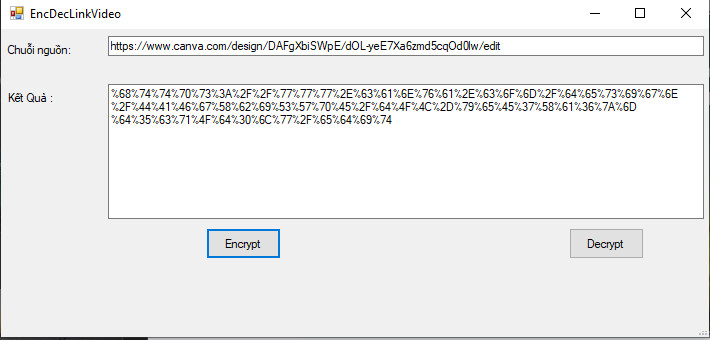 EncDecLinkVideo
Chuỗi nguồn:
https://www.canva.com/design/DAFgXbiSWpE/dOL-yeE7Xa6zmd5cqOd0lw/edit
Kết Quả :
%68%74%74%70%73%3A%2F%2F%77%77%77%2E%63%61%6E%76%61%2E%63%6F%6D%2F%64%65%73%69%67%6E
%2F%44%41%46%67%58%62%69%53%57%70%45%2F%64%4F%4C%2D%79%65%45%37%58%61%36%7A%6D
%64%35%63%71%4F%64%30%6C%77%2F%65%64%69%74
Encrypt
Decrypt